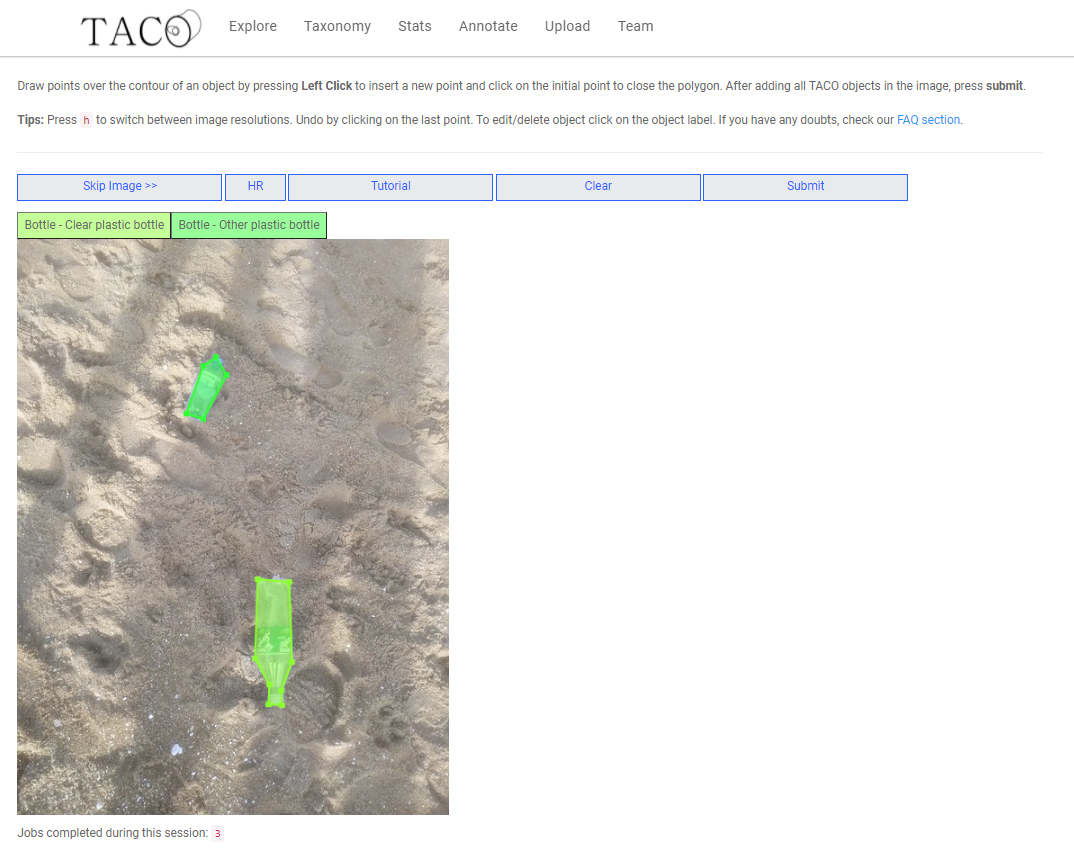 TACO Explore Taxonomy Stats Annotate Upload Team
Draw points over the contour of an object by pressing Left Click to insert a new point and click on the initial point to close the polygon. After adding all TACO objects in the image, press submit.
Tips: Press h to switch between image resolutions. Undo by clicking on the last point. To edit/delete object click on the object label. If you have any doubts, check our FAQ section.
Skip Image >> HR Tutorial Clear Submit
Bottle - Clear plastic bottle Bottle - Other plastic bottle
Jobs completed during this session: 3